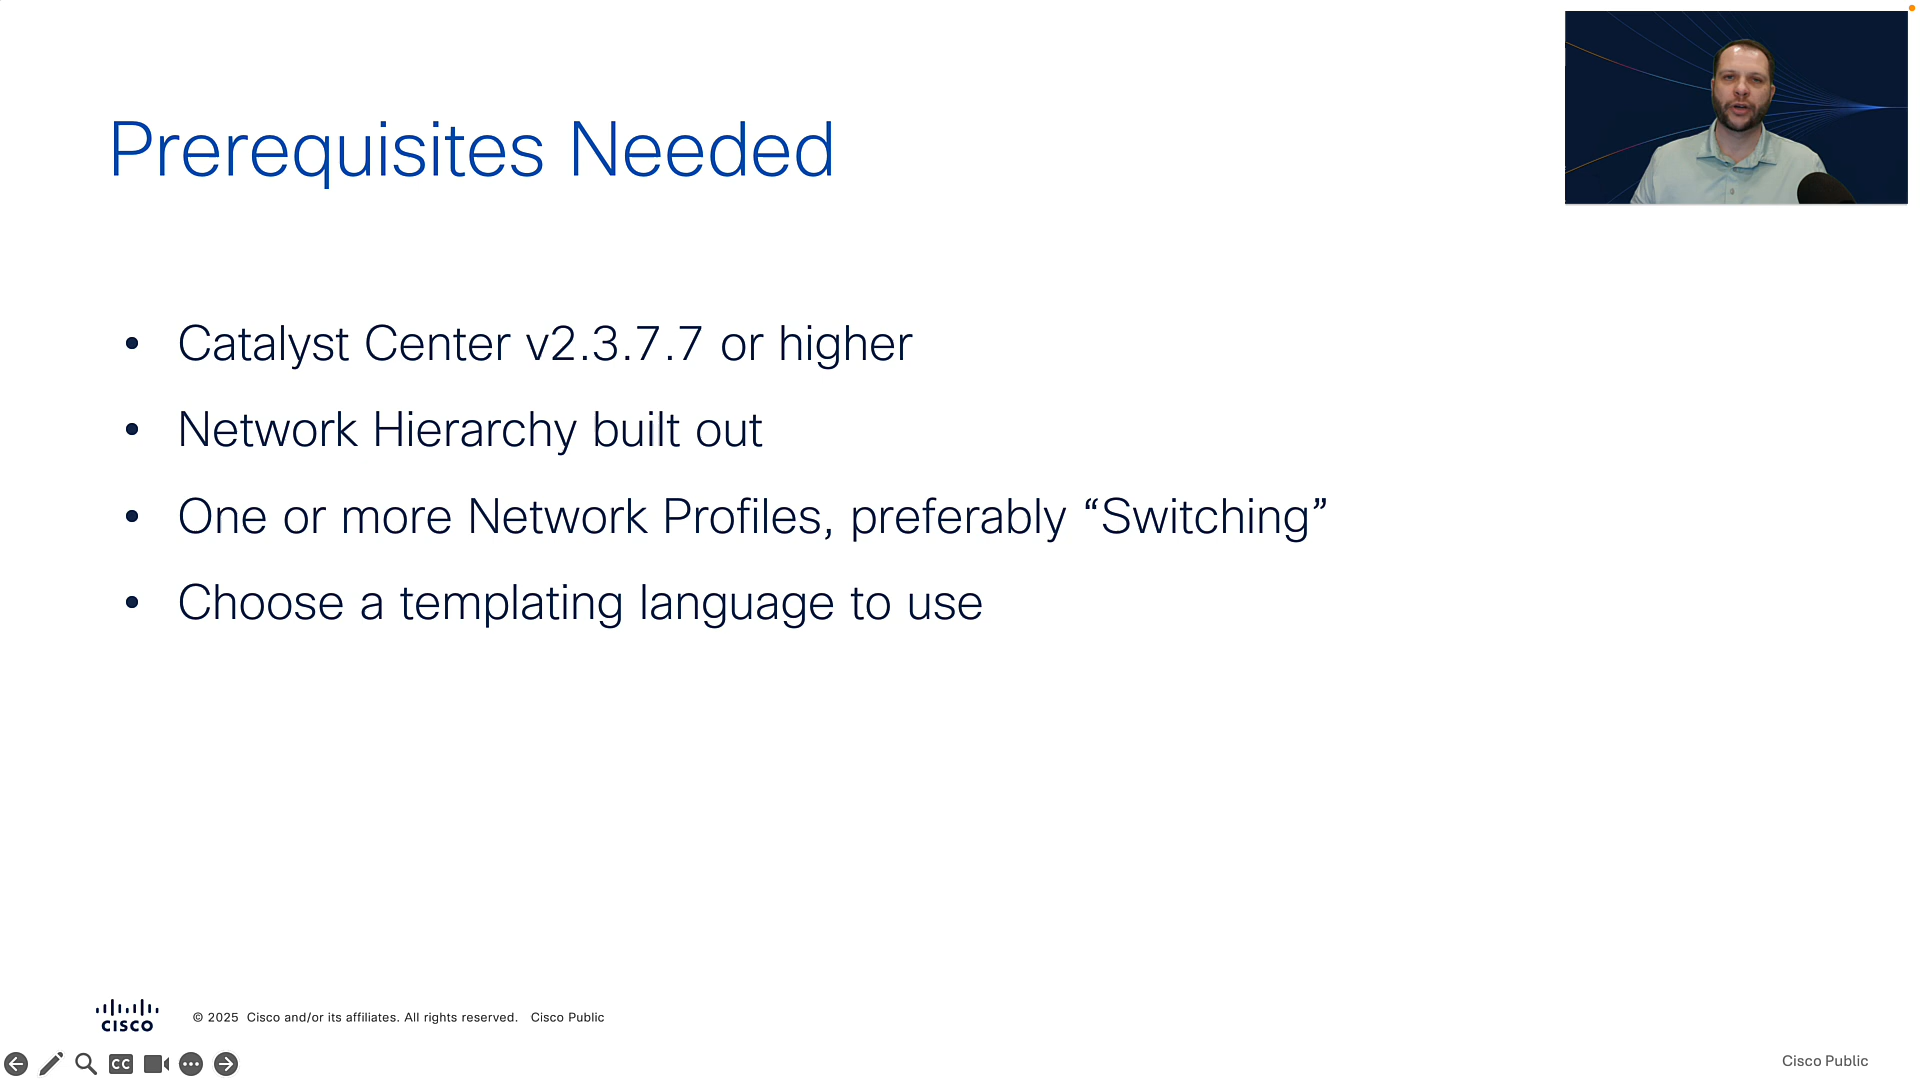 Prerequisites Needed
• Catalyst Center v2.3.7.7 or higher
• Network Hierarchy built out
• One or more Network Profiles, preferably “Switching”
• Choose a templating language to use
CISCO
© 2025 Cisco and/or its affiliates. All rights reserved. Cisco Public
CC
Cisco Public